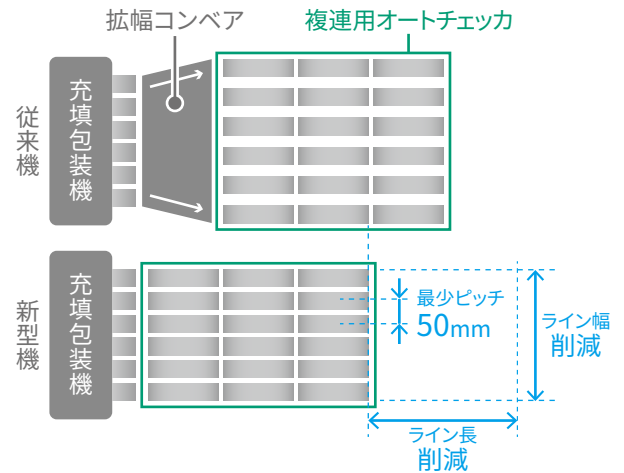 拡幅コンベア
複連用オートチェッカ
従来機
充填包装機
新型機
充填包装機
最少ピッチ
50mm
ライン幅
削減
ライン長
削減